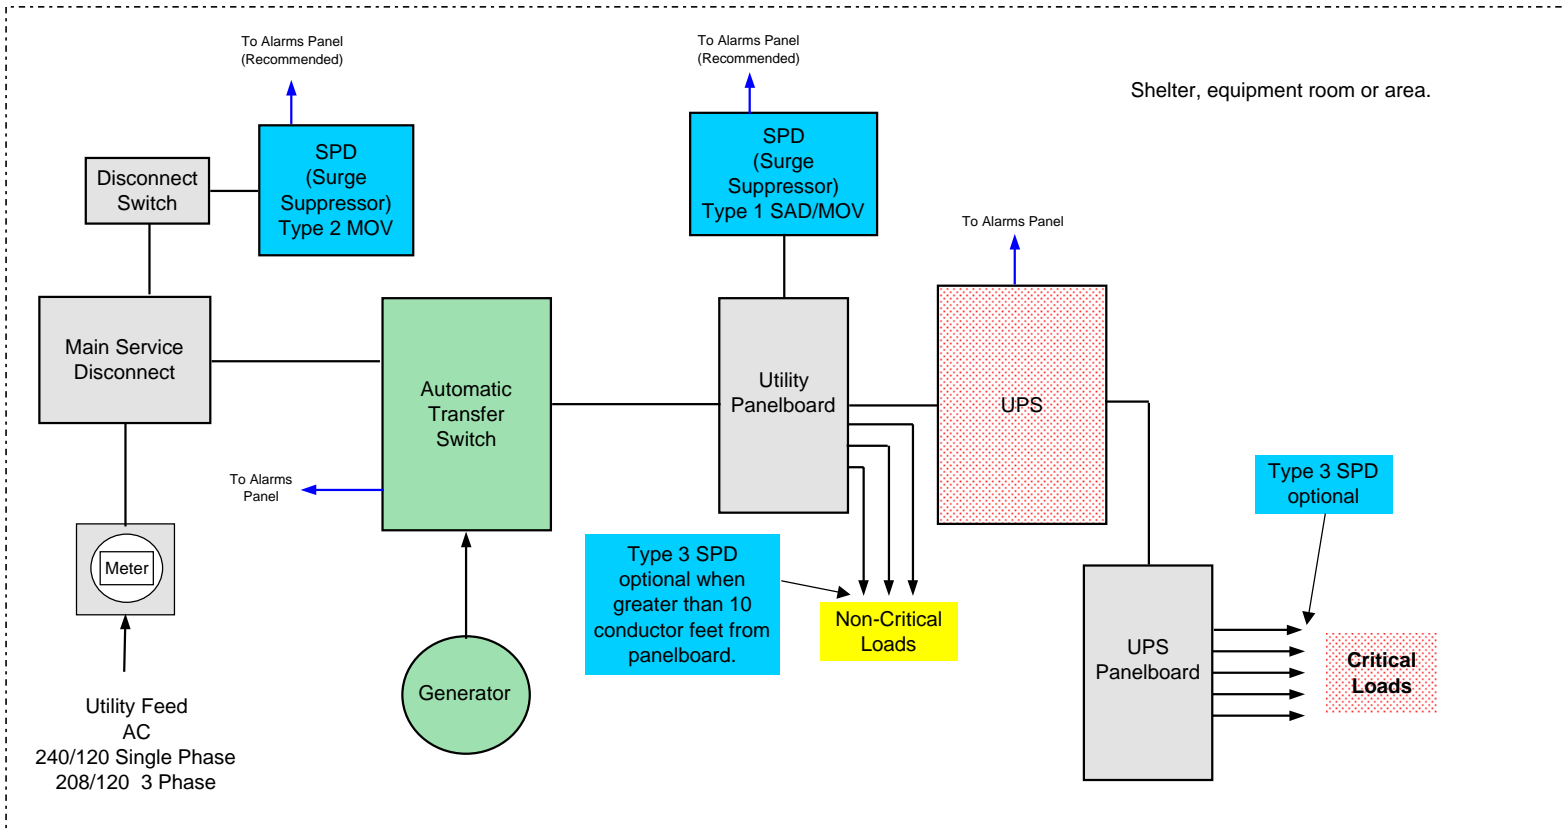 To Alarms Panel
(Recommended)
To Alarms Panel
(Recommended)
Shelter, equipment room or area.
SPD
(Surge
Suppressor)
Type 2 MOV
SPD
(Surge
Suppressor)
Type 1 SAD/MOV
Disconnect
Switch
To Alarms Panel
Main Service
Disconnect
Automatic
Transfer
Switch
Utility
Panelboard
UPS
To Alarms
Panel
Type 3 SPD
optional
Meter
Type 3 SPD
optional when
greater than 10
conductor feet from
panelboard.
Non-Critical
Loads
UPS
Panelboard
Critical
Loads
Generator
Utility Feed
AC
240/120 Single Phase
208/120  3 Phase